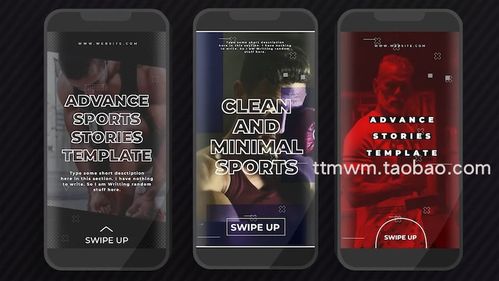 WWW.WEBSITE.COM
ADVANCE
SPORTS
STORIES
TEMPLATE
Type some short desctiption
here in this section. I have nothing
to write. So I am Writting random
stuff here.
SWIPE UP
Type some short desctiption
here in this section. I have nothing
to write. So I am Writting random
stuff here.
CLEAN
AND
MINIMAL
SPORTS
SWIPE UP
WWW.WEBSITE.COM
ADVANCE
STORIES
TEMPLATE
SWIPE UP
ttmwm.taobao.com